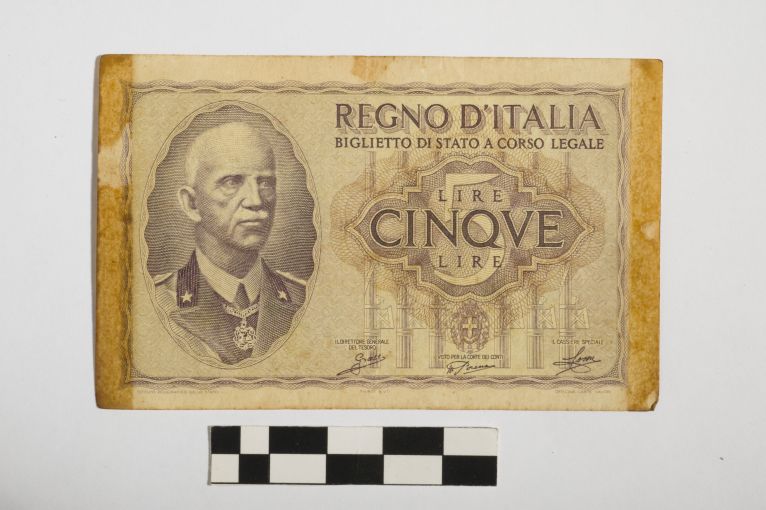 REGNO D'ITALIA
BIGLIETTO DI STATO A CORSO LEGALE
5
LIRE
CINQVE
LIRE
IL DIRETTORE GENERALE
DEL TESORO
VISTO PER LA CORTE DEI CONTI
IL CASSIERE SPECIALE